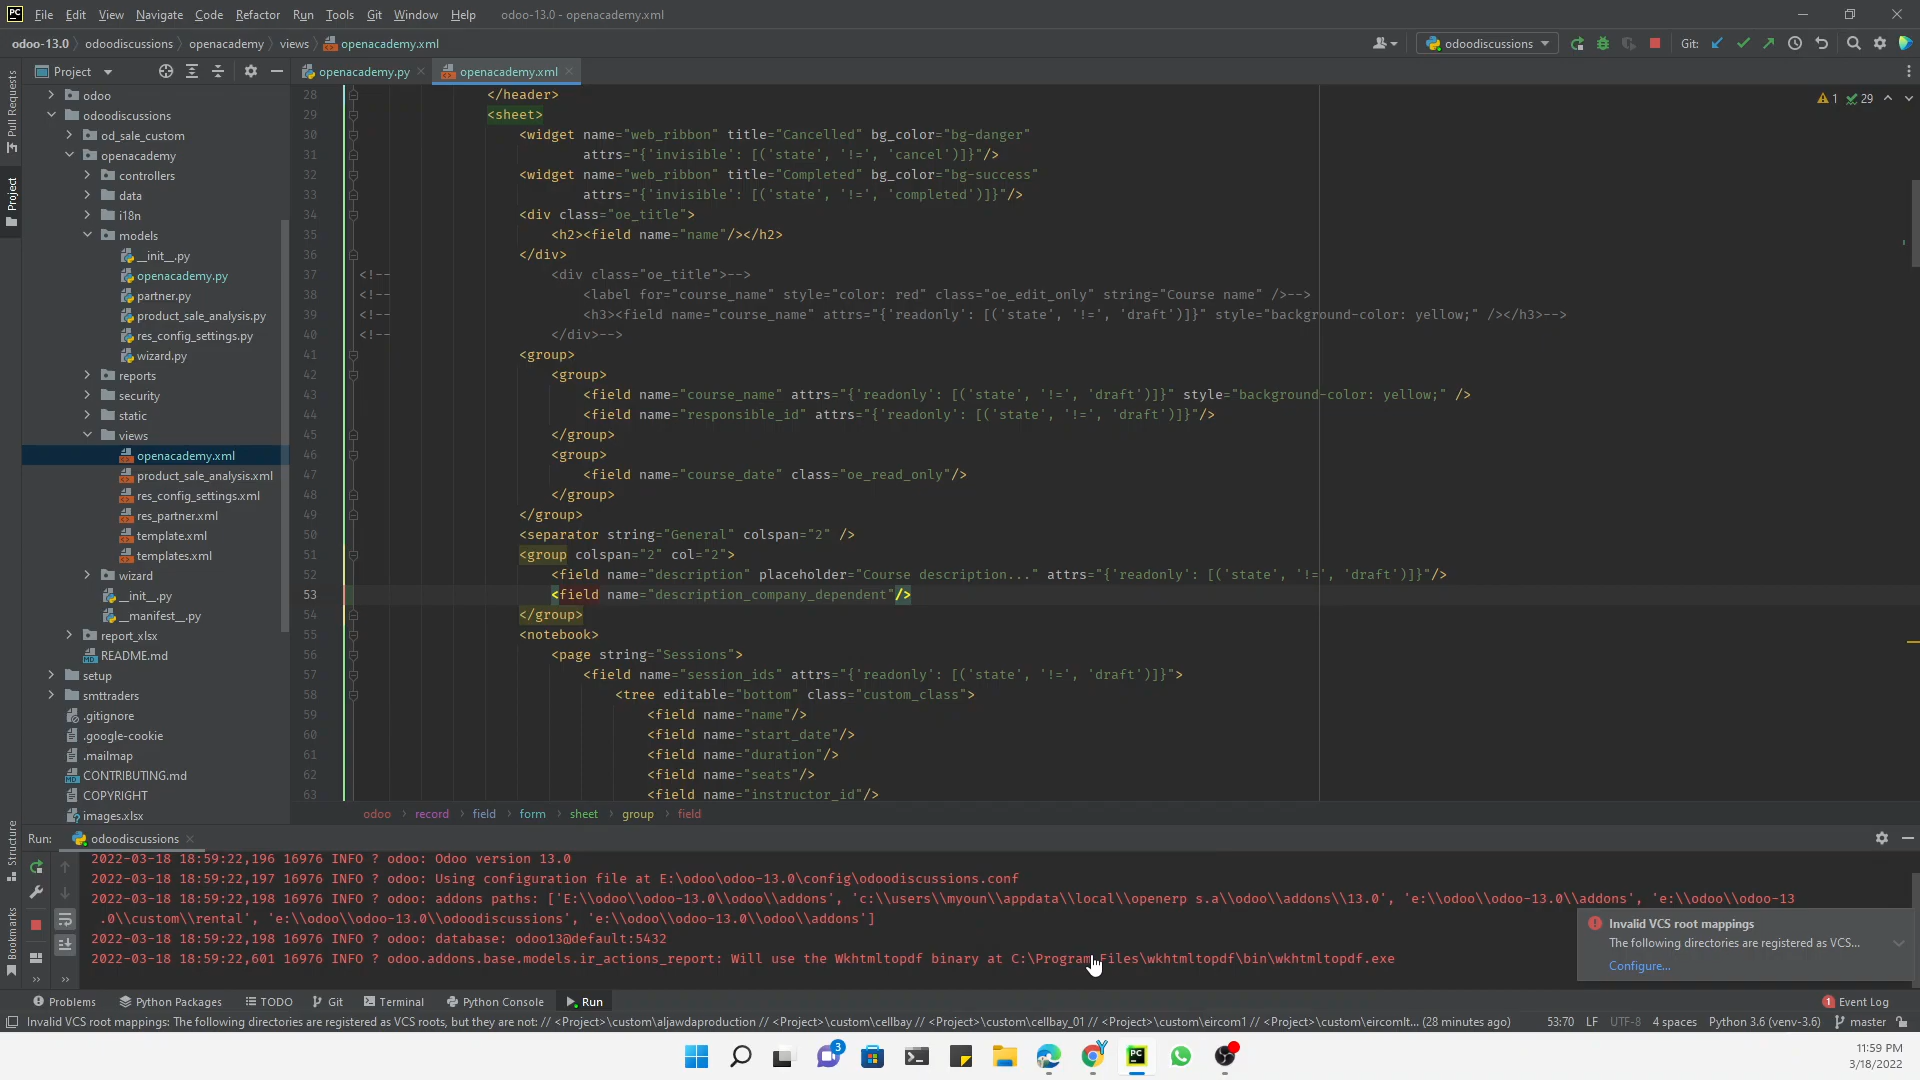 PC File Edit View Navigate Code Refactor Run Tools Git Window Help odoo-13.0 - openacademy.xml
odoo-13.0 odoodiscussions openacademy views openacademy.xml odoodiscussions Git:
Project openacademy.py openacademy.xml
Pull Requests
Project
Structure
Bookmarks
odoo
odoodiscussions
od_sale_custom
openacademy
controllers
data
i18n
models
__init__.py
openacademy.py
partner.py
product_sale_analysis.py
res_config_settings.py
wizard.py
reports
security
static
views
openacademy.xml
product_sale_analysis.xml
res_config_settings.xml
res_partner.xml
template.xml
templates.xml
wizard
__init__.py
__manifest__.py
report_xlsx
README.md
setup
smttraders
.gitignore
.google-cookie
.mailmap
CONTRIBUTING.md
COPYRIGHT
images.xlsx
1 29
28 </header>
29 <sheet>
30 <widget name="web_ribbon" title="Cancelled" bg_color="bg-danger"
31 attrs="{'invisible': [('state', '!=', 'cancel')]}"/>
32 <widget name="web_ribbon" title="Completed" bg_color="bg-success"
33 attrs="{'invisible': [('state', '!=', 'completed')]}"/>
34 <div class="oe_title">
35 <h2><field name="name"/></h2>
36 </div>
37 <!-- <div class="oe_title">-->
38 <!-- <label for="course_name" style="color: red" class="oe_edit_only" string="Course name" />-->
39 <!-- <h3><field name="course_name" attrs="{'readonly': [('state', '!=', 'draft')]}" style="background-color: yellow;" /></h3>-->
40 <!-- </div>-->
41 <group>
42 <group>
43 <field name="course_name" attrs="{'readonly': [('state', '!=', 'draft')]}" style="background-color: yellow;" />
44 <field name="responsible_id" attrs="{'readonly': [('state', '!=', 'draft')]}"/>
45 </group>
46 <group>
47 <field name="course_date" class="oe_read_only"/>
48 </group>
49 </group>
50 <separator string="General" colspan="2" />
51 <group colspan="2" col="2">
52 <field name="description" placeholder="Course description..." attrs="{'readonly': [('state', '!=', 'draft')]}"/>
53 <field name="description_company_dependent"/>
54 </group>
55 <notebook>
56 <page string="Sessions">
57 <field name="session_ids" attrs="{'readonly': [('state', '!=', 'draft')]}">
58 <tree editable="bottom" class="custom_class">
59 <field name="name"/>
60 <field name="start_date"/>
61 <field name="duration"/>
62 <field name="seats"/>
63 <field name="instructor_id"/>
odoo record field form sheet group field
Run: odoodiscussions
2022-03-18 18:59:22,196 16976 INFO ? odoo: Odoo version 13.0
2022-03-18 18:59:22,197 16976 INFO ? odoo: Using configuration file at E:\odoo\odoo-13.0\config\odoodiscussions.conf
2022-03-18 18:59:22,198 16976 INFO ? odoo: addons paths: ['E:\\odoo\\odoo-13.0\\odoo\\addons', 'c:\\users\\myoun\\appdata\\local\\openerp s.a\\odoo\\addons\\13.0', 'e:\\odoo\\odoo-13.0\\addons', 'e:\\odoo\\odoo-13
.0\\custom\\rental', 'e:\\odoo\\odoo-13.0\\odoodiscussions', 'e:\\odoo\\odoo-13.0\\odoo\\addons']
2022-03-18 18:59:22,198 16976 INFO ? odoo: database: odoo13@default:5432
2022-03-18 18:59:22,601 16976 INFO ? odoo.addons.base.models.ir_actions_report: Will use the Wkhtmltopdf binary at C:\Program Files\wkhtmltopdf\bin\wkhtmltopdf.exe
Invalid VCS root mappings
The following directories are registered as VCS...
Configure...
Problems Python Packages TODO Git Terminal Python Console Run 1 Event Log
Invalid VCS root mappings: The following directories are registered as VCS roots, but they are not: // <Project>\custom\aljawdaproduction // <Project>\custom\cellbay // <Project>\custom\cellbay_01 // <Project>\custom\eircom1 // <Project>\custom\eircomlt... (28 minutes ago) 53:70 LF UTF-8 4 spaces Python 3.6 (venv-3.6) master
3
PC
11:59 PM
3/18/2022